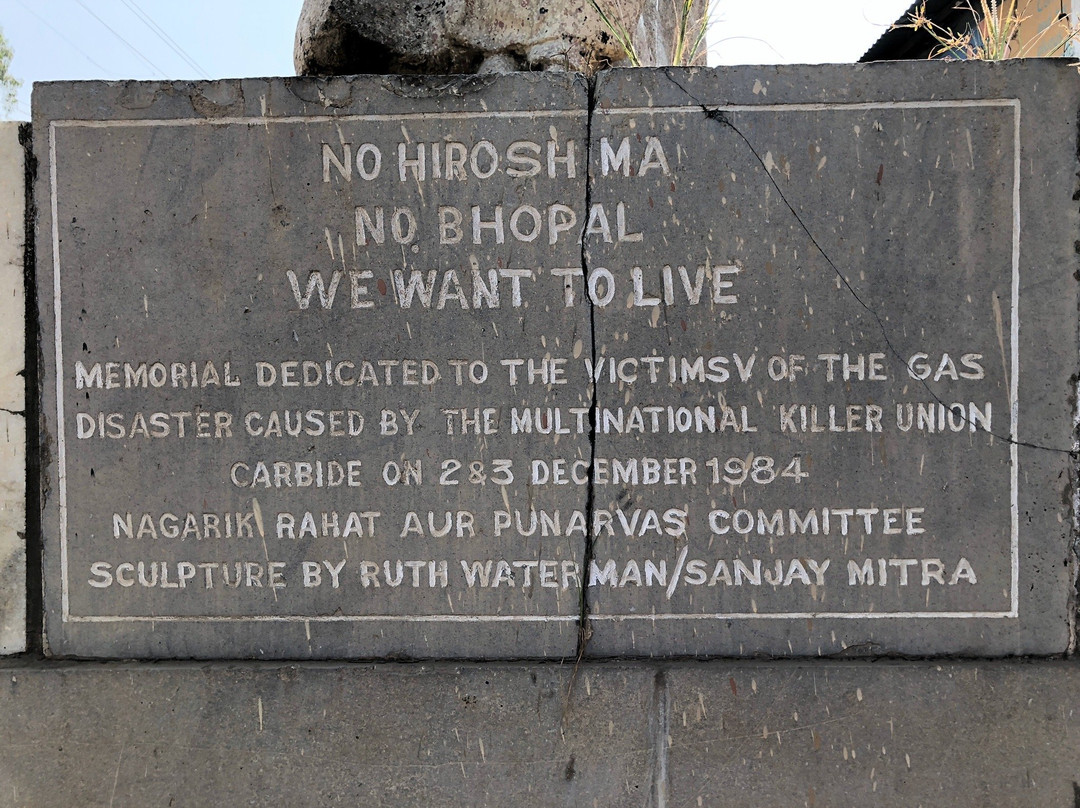 NO HIROSHIMA
NO BHOPAL
WE WANT TO LIVE
MEMORIAL DEDICATED TO THE VICTIMSV OF THE GAS
DISASTER CAUSED BY THE MULTINATIONAL KILLER UNION
CARBIDE ON 2&3 DECEMBER 1984
NAGARIK RAHAT AUR PUNARVAS COMMITTEE
SCULPTURE BY RUTH WATERMAN/SANJAY MITRA